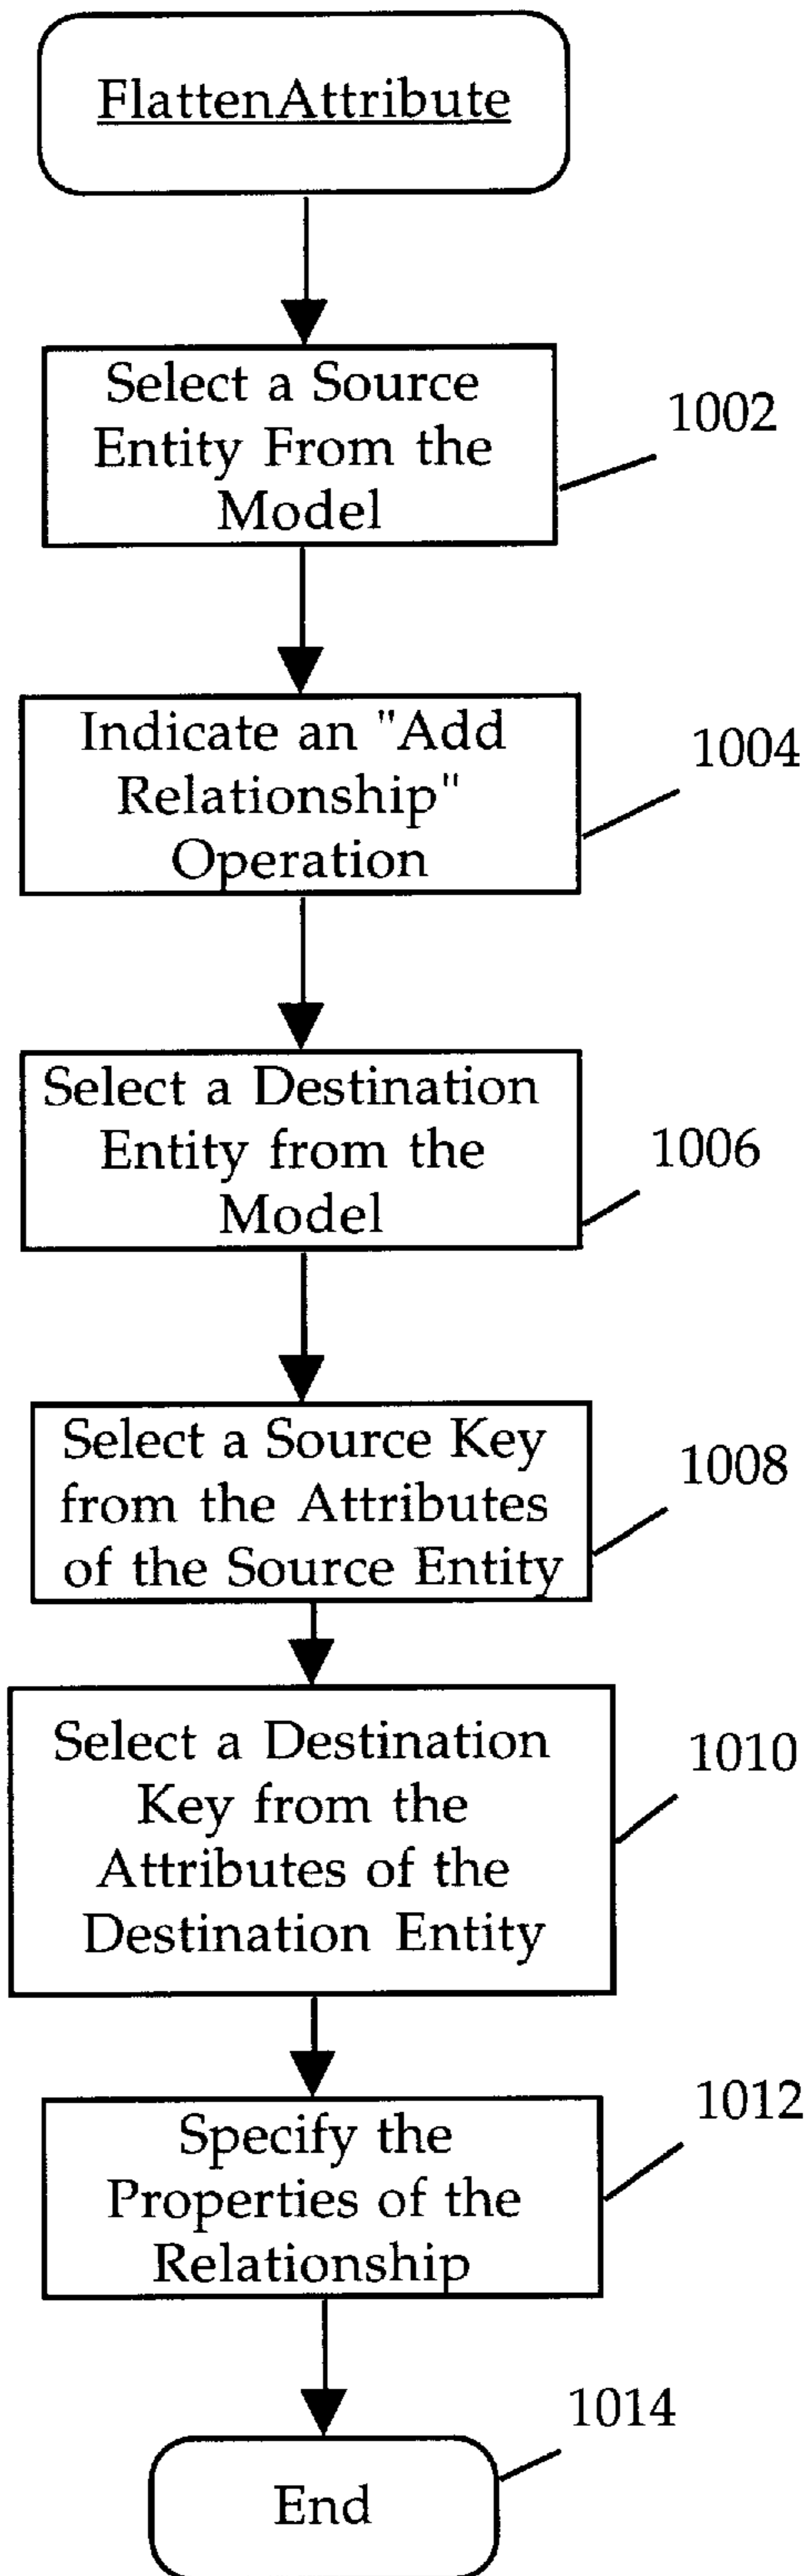 FlattenAttribute
Select a Source
Entity From the
Model
1002
Indicate an "Add
Relationship"
Operation
1004
Select a Destination
Entity from the
Model
1006
Select a Source Key
from the Attributes
of the Source Entity
1008
Select a Destination
Key from the
Attributes of the
Destination Entity
1010
Specify the
Properties of the
Relationship
1012
End
1014